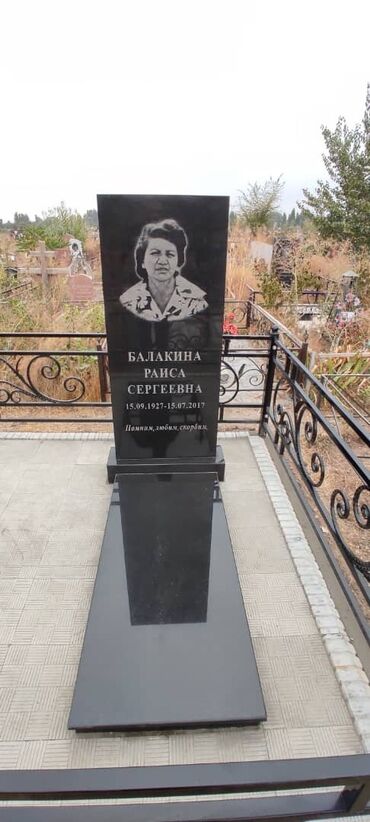 БАЛАКИНА
РАИСА
СЕРГЕЕВНА
15.09.1927-15.07.2017
Помним, любим, скорбим.